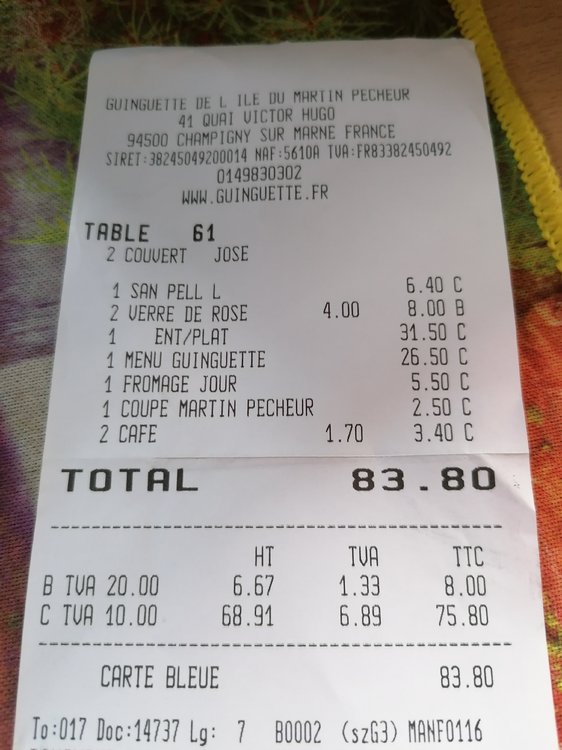 GUINGUETTE DE L ILE DU MARTIN PECHEUR
41 QUAI VICTOR HUGO
94500 CHAMPIGNY SUR MARNE FRANCE
SIRET:38245049200014 NAF:5610A TVA:FR83382450492
0149830302
WWW.GUINGUETTE.FR
TABLE 61
2 COUVERT JOSE
1 SAN PELL L 6.40 C
2 VERRE DE ROSE 4.00 8.00 B
1 ENT/PLAT 31.50 C
1 MENU GUINGUETTE 26.50 C
1 FROMAGE JOUR 5.50 C
1 COUPE MARTIN PECHEUR 2.50 C
2 CAFE 1.70 3.40 C
TOTAL 83.80
HT TVA TTC
B TVA 20.00 6.67 1.33 8.00
C TVA 10.00 68.91 6.89 75.80
CARTE BLEUE 83.80
To:017 Doc:14737 Lg: 7 B0002 (szG3) MANF0116